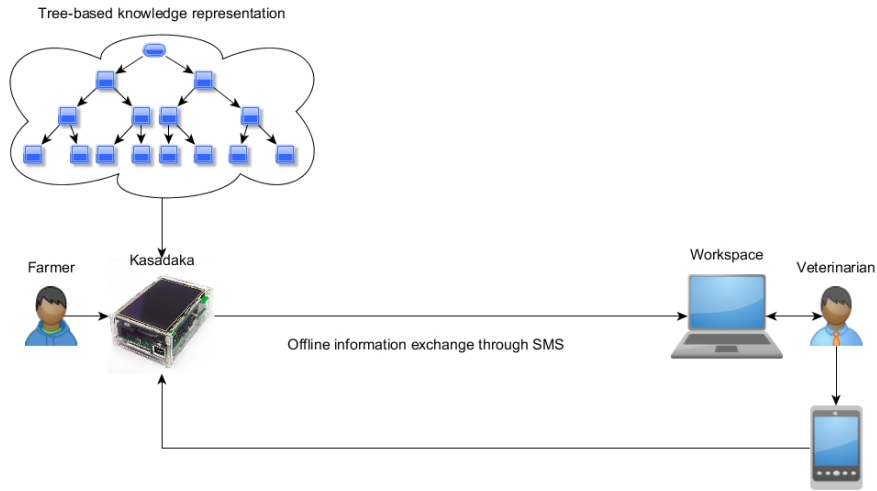 Tree-based knowledge representation
Farmer
Kasadaka
Workspace
Veterinarian
Offline information exchange through SMS